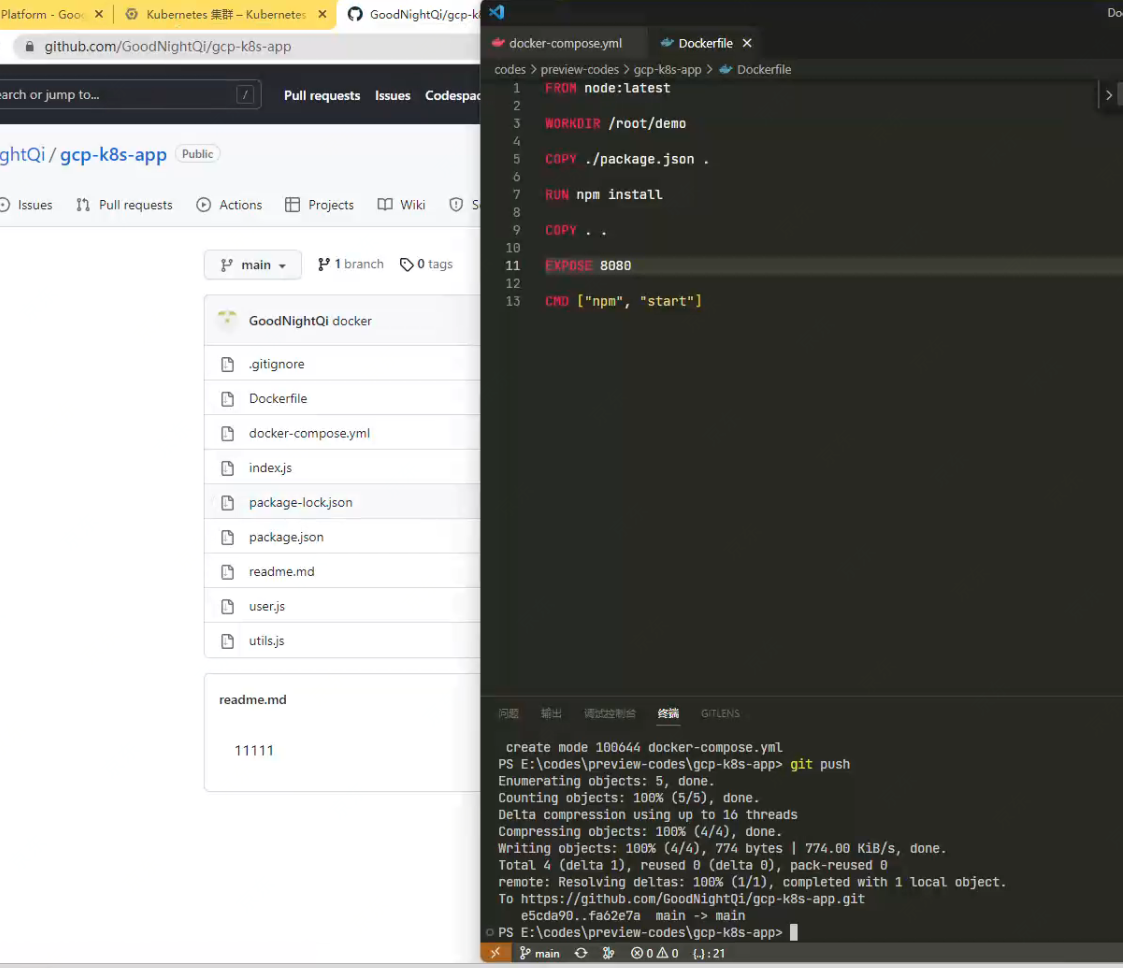 Platform - Goo
Kubernetes 集群 – Kubernetes
GoodNightQi/gcp-k8
github.com/GoodNightQi/gcp-k8s-app
earch or jump to... /
Pull requests Issues Codespac
ghtQi / gcp-k8s-app Public
Issues Pull requests Actions Projects Wiki S
main 1 branch 0 tags
GoodNightQi docker
.gitignore
Dockerfile
docker-compose.yml
index.js
package-lock.json
package.json
readme.md
user.js
utils.js
readme.md
11111
Do
docker-compose.yml Dockerfile
codes > preview-codes > gcp-k8s-app > Dockerfile
1 FROM node:latest
2
3 WORKDIR /root/demo
4
5 COPY ./package.json .
6
7 RUN npm install
8
9 COPY . .
10
11 EXPOSE 8080
12
13 CMD ["npm", "start"]
问题 输出 调试控制台 终端 GITLENS
create mode 100644 docker-compose.yml
PS E:\codes\preview-codes\gcp-k8s-app> git push
Enumerating objects: 5, done.
Counting objects: 100% (5/5), done.
Delta compression using up to 16 threads
Compressing objects: 100% (4/4), done.
Writing objects: 100% (4/4), 774 bytes | 774.00 KiB/s, done.
Total 4 (delta 1), reused 0 (delta 0), pack-reused 0
remote: Resolving deltas: 100% (1/1), completed with 1 local object.
To https://github.com/GoodNightQi/gcp-k8s-app.git
e5cda90..fa62e7a main -> main
PS E:\codes\preview-codes\gcp-k8s-app>
main 0 0 {..} : 21